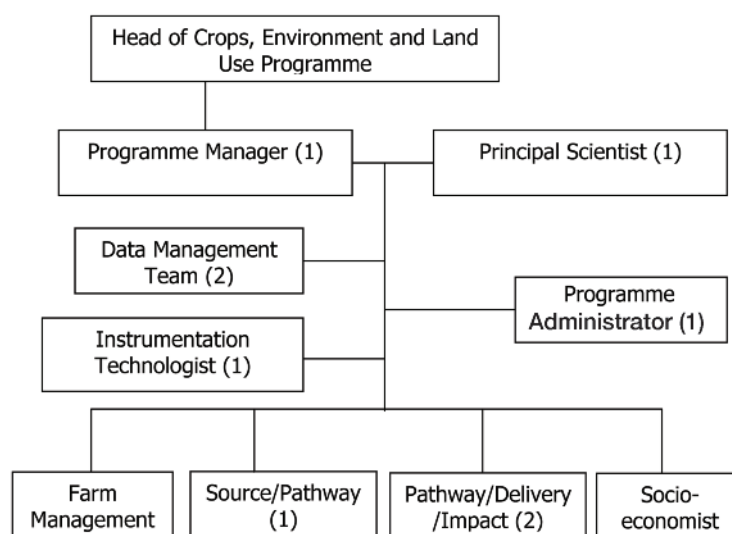 Head of Crops, Environment and Land
Use Programme
Programme Manager (1)
Principal Scientist (1)
Data Management
Team (2)
Programme
Administrator (1)
Instrumentation
Technologist (1)
Farm
Management
Source/Pathway
(1)
Pathway/Delivery
/Impact (2)
Socio-
economist